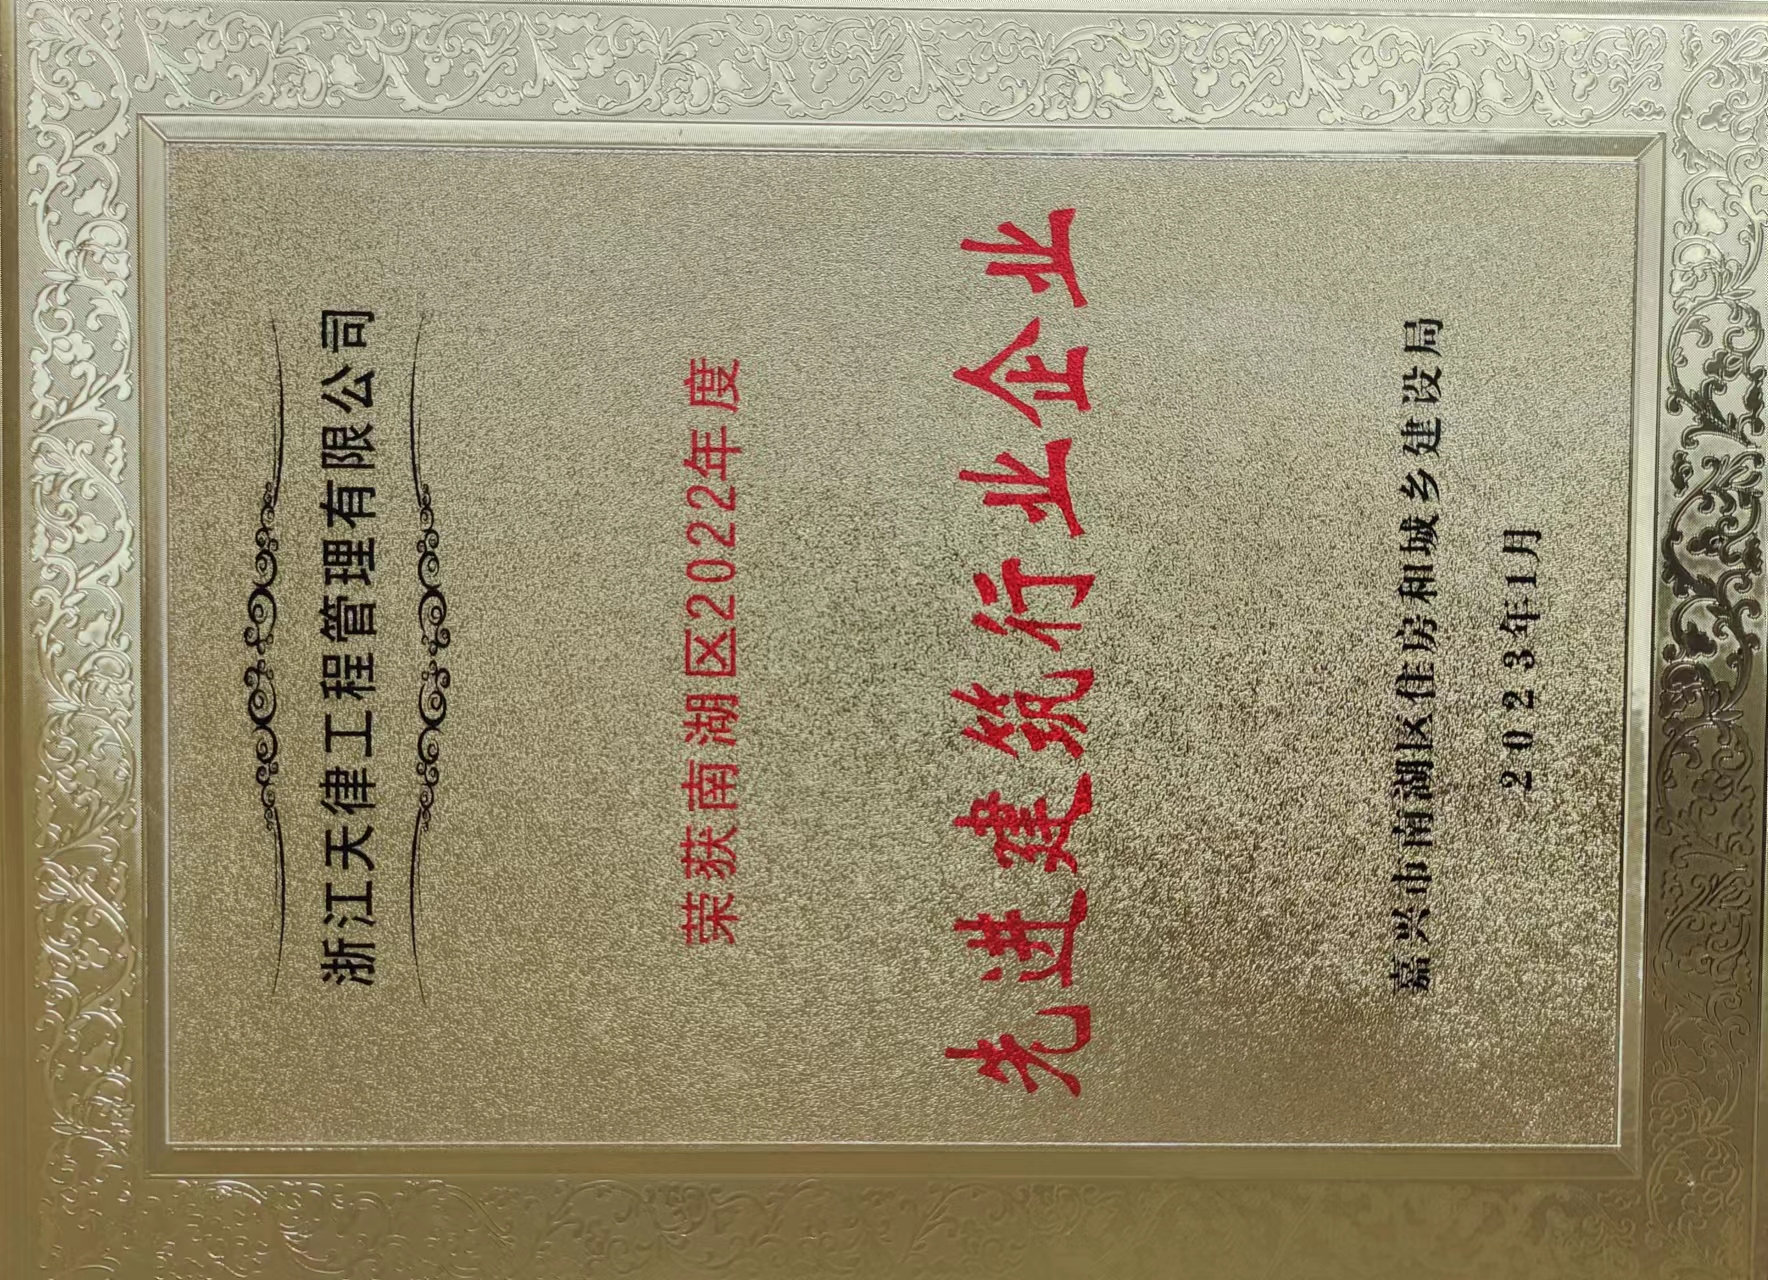 浙江天律工程管理有限公司
荣获南湖区2022年度
先进建筑行业企业
嘉兴市南湖区住房和城乡建设局
2023年1月